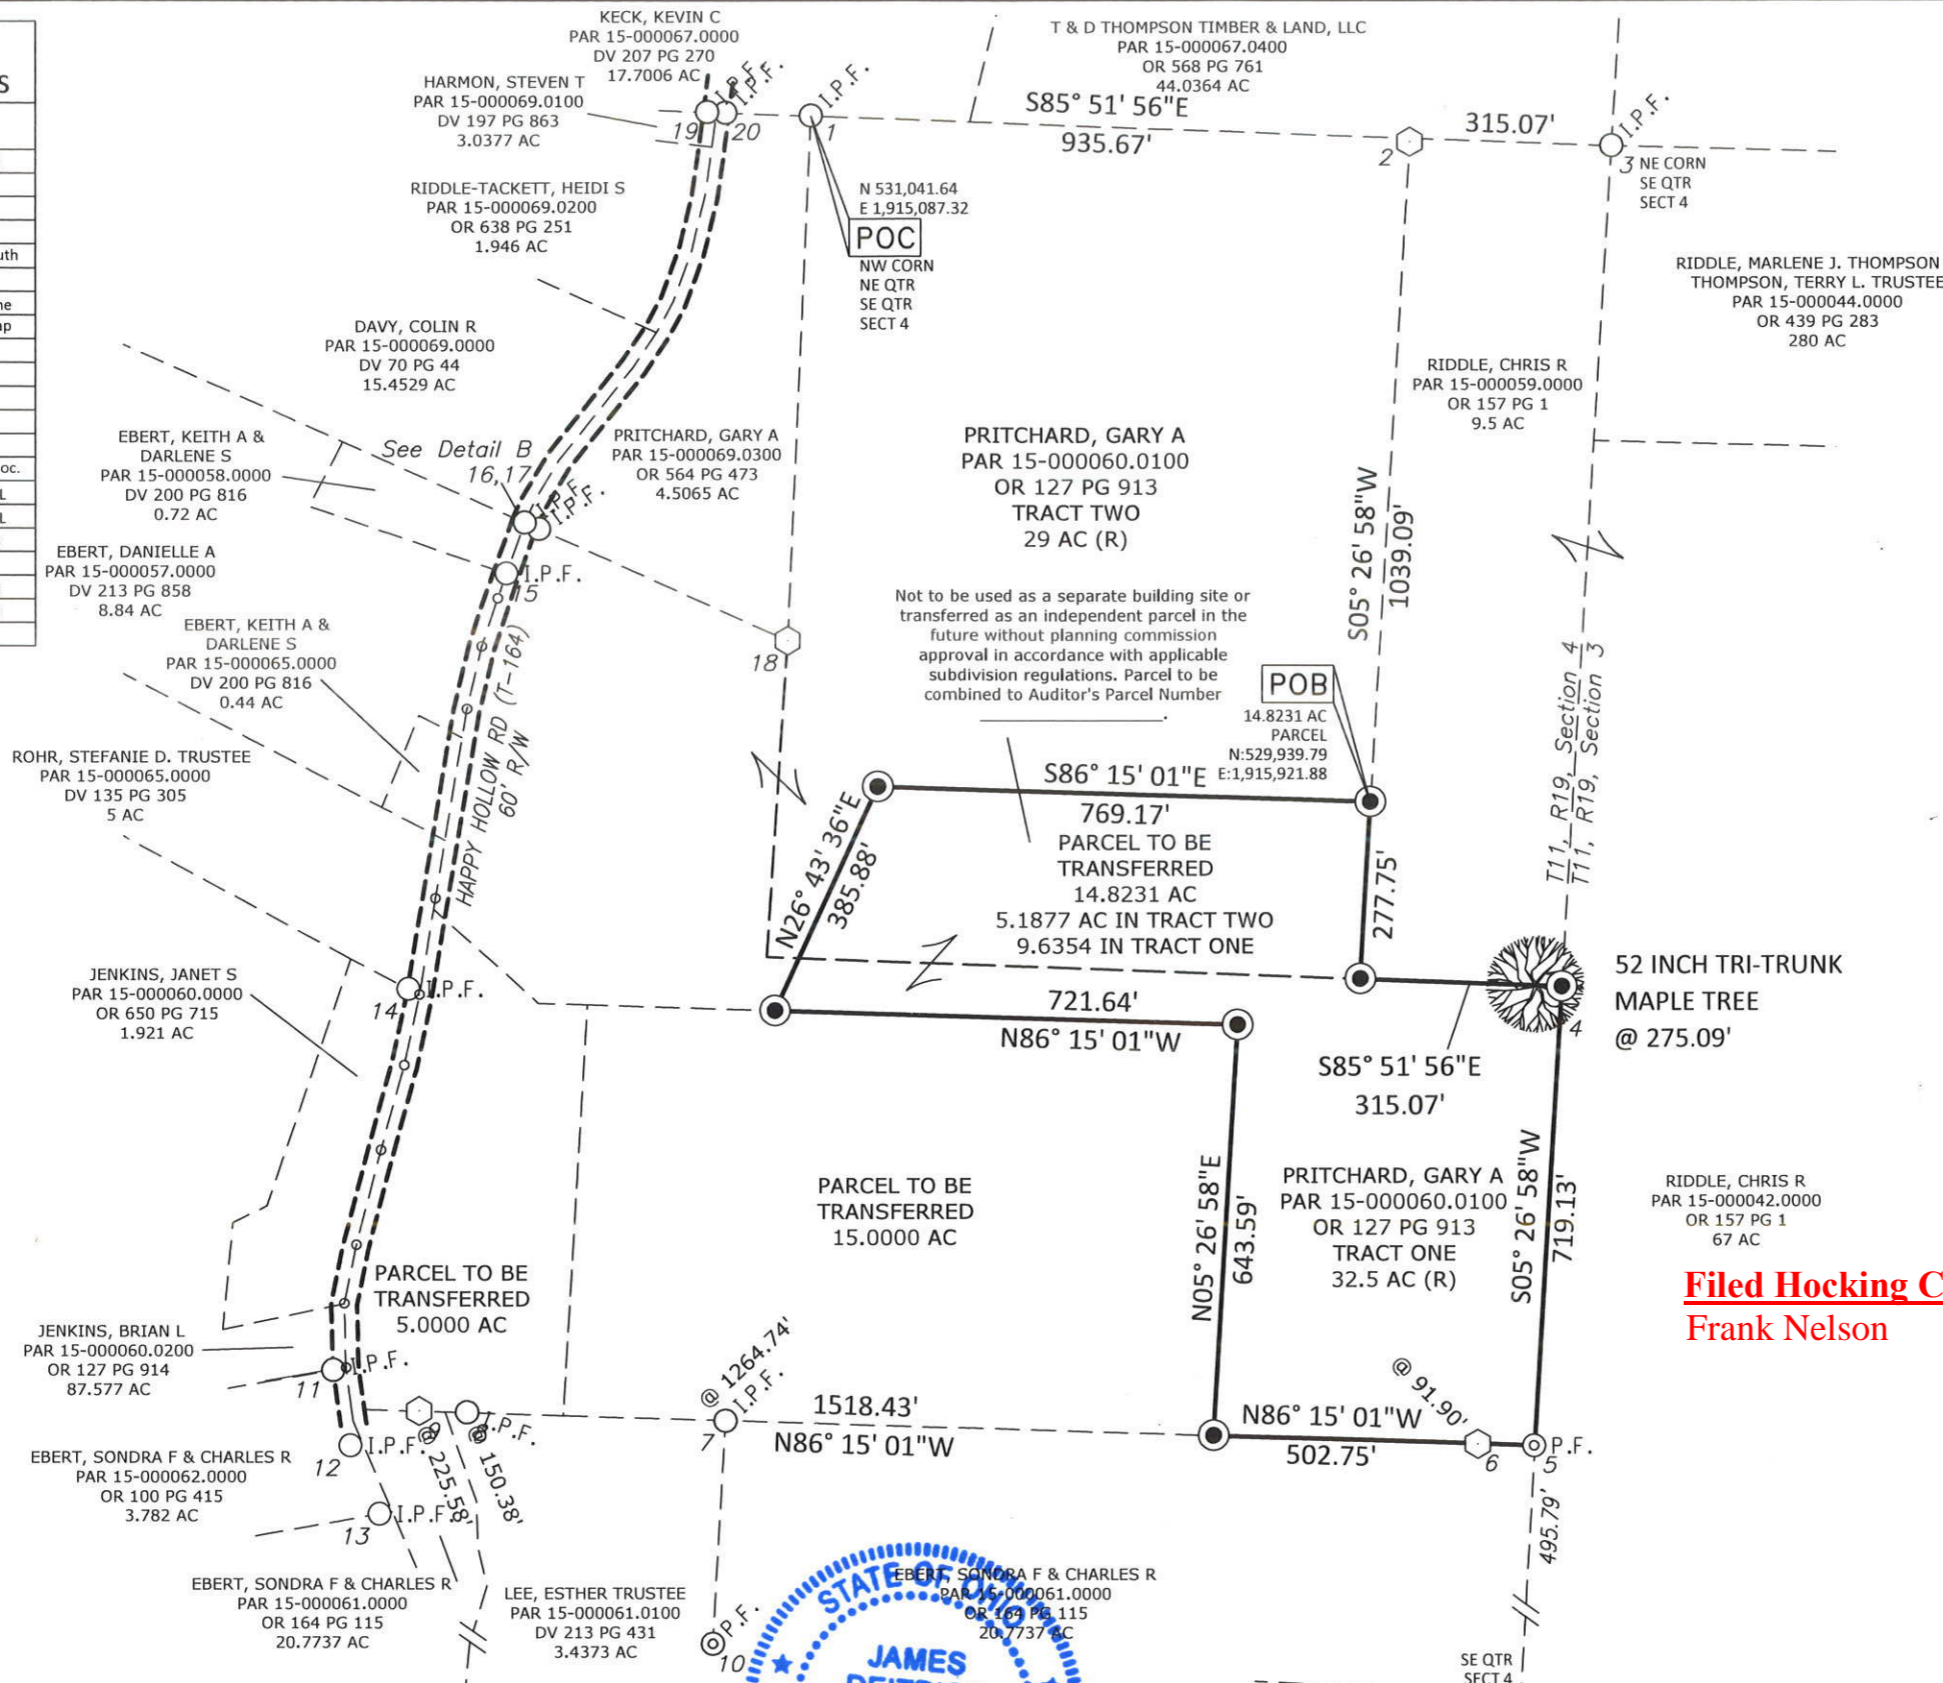 S
uth
ne
ap
oc.
L
L
KECK, KEVIN C
PAR 15-000067.0000
DV 207 PG 270
17.7006 AC
T & D THOMPSON TIMBER & LAND, LLC
PAR 15-000067.0400
OR 568 PG 761
44.0364 AC
HARMON, STEVEN T
PAR 15-000069.0100
DV 197 PG 863
3.0377 AC
I.P.F.
I.P.F.
I.P.F.
19
20
1
S85° 51' 56"E
935.67'
2
315.07'
I.P.F.
3
NE CORN
SE QTR
SECT 4
RIDDLE-TACKETT, HEIDI S
PAR 15-000069.0200
OR 638 PG 251
1.946 AC
N 531,041.64
E 1,915,087.32
POC
NW CORN
NE QTR
SE QTR
SECT 4
RIDDLE, MARLENE J. THOMPSON
THOMPSON, TERRY L. TRUSTEE
PAR 15-000044.0000
OR 439 PG 283
280 AC
DAVY, COLIN R
PAR 15-000069.0000
DV 70 PG 44
15.4529 AC
RIDDLE, CHRIS R
PAR 15-000059.0000
OR 157 PG 1
9.5 AC
EBERT, KEITH A &
DARLENE S
PAR 15-000058.0000
DV 200 PG 816
0.72 AC
See Detail B
16,17
I.P.F.
I.P.F.
PRITCHARD, GARY A
PAR 15-000069.0300
OR 564 PG 473
4.5065 AC
PRITCHARD, GARY A
PAR 15-000060.0100
OR 127 PG 913
TRACT TWO
29 AC (R)
S05° 26' 58"W
1039.09'
EBERT, DANIELLE A
PAR 15-000057.0000
DV 213 PG 858
8.84 AC
I.P.F.
15
Not to be used as a separate building site or
transferred as an independent parcel in the
future without planning commission
approval in accordance with applicable
subdivision regulations. Parcel to be
combined to Auditor's Parcel Number
.
EBERT, KEITH A &
DARLENE S
PAR 15-000065.0000
DV 200 PG 816
0.44 AC
18
POB
14.8231 AC
PARCEL
N:529,939.79
E:1,915,921.88
T11, R19, Section 4
T11, R19, Section 3
HAPPY HOLLOW RD (T-164)
60' R/W
ROHR, STEFANIE D. TRUSTEE
PAR 15-000065.0000
DV 135 PG 305
5 AC
S86° 15' 01"E
769.17'
N26° 43' 36"E
385.88'
PARCEL TO BE
TRANSFERRED
14.8231 AC
5.1877 AC IN TRACT TWO
9.6354 IN TRACT ONE
277.75'
JENKINS, JANET S
PAR 15-000060.0000
OR 650 PG 715
1.921 AC
14
I.P.F.
721.64'
N86° 15' 01"W
52 INCH TRI-TRUNK
MAPLE TREE
@ 275.09'
4
S85° 51' 56"E
315.07'
PARCEL TO BE
TRANSFERRED
15.0000 AC
N05° 26' 58"E
643.59'
PRITCHARD, GARY A
PAR 15-000060.0100
OR 127 PG 913
TRACT ONE
32.5 AC (R)
S05° 26' 58"W
719.13'
RIDDLE, CHRIS R
PAR 15-000042.0000
OR 157 PG 1
67 AC
PARCEL TO BE
TRANSFERRED
5.0000 AC
Filed Hocking C
Frank Nelson
JENKINS, BRIAN L
PAR 15-000060.0200
OR 127 PG 914
87.577 AC
11
I.P.F.
@ 1264.74'
I.P.F.
7
1518.43'
N86° 15' 01"W
@ 91.90'
N86° 15' 01"W
502.75'
6
5
P.F.
495.79'
EBERT, SONDRA F & CHARLES R
PAR 15-000062.0000
OR 100 PG 415
3.782 AC
12
I.P.F.
9
@ 225.58'
8
I.P.F.
@ 150.38'
13
I.P.F.
EBERT, SONDRA F & CHARLES R
PAR 15-000061.0000
OR 164 PG 115
20.7737 AC
LEE, ESTHER TRUSTEE
PAR 15-000061.0100
DV 213 PG 431
3.4373 AC
P.F.
10
EBERT, SONDRA F & CHARLES R
PAR 15-000061.0000
OR 164 PG 115
20.7737 AC
STATE OF OHIO
JAMES
SE QTR
SECT 4